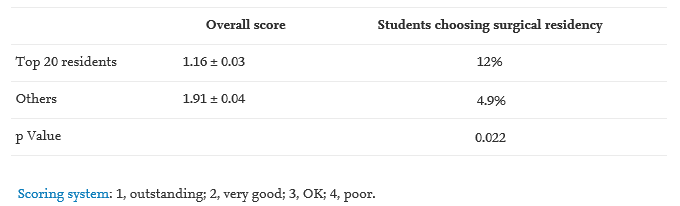 Overall score Students choosing surgical residency
Top 20 residents 1.16 ± 0.03 12%
Others 1.91 ± 0.04 4.9%
p Value 0.022
Scoring system: 1, outstanding; 2, very good; 3, OK; 4, poor.